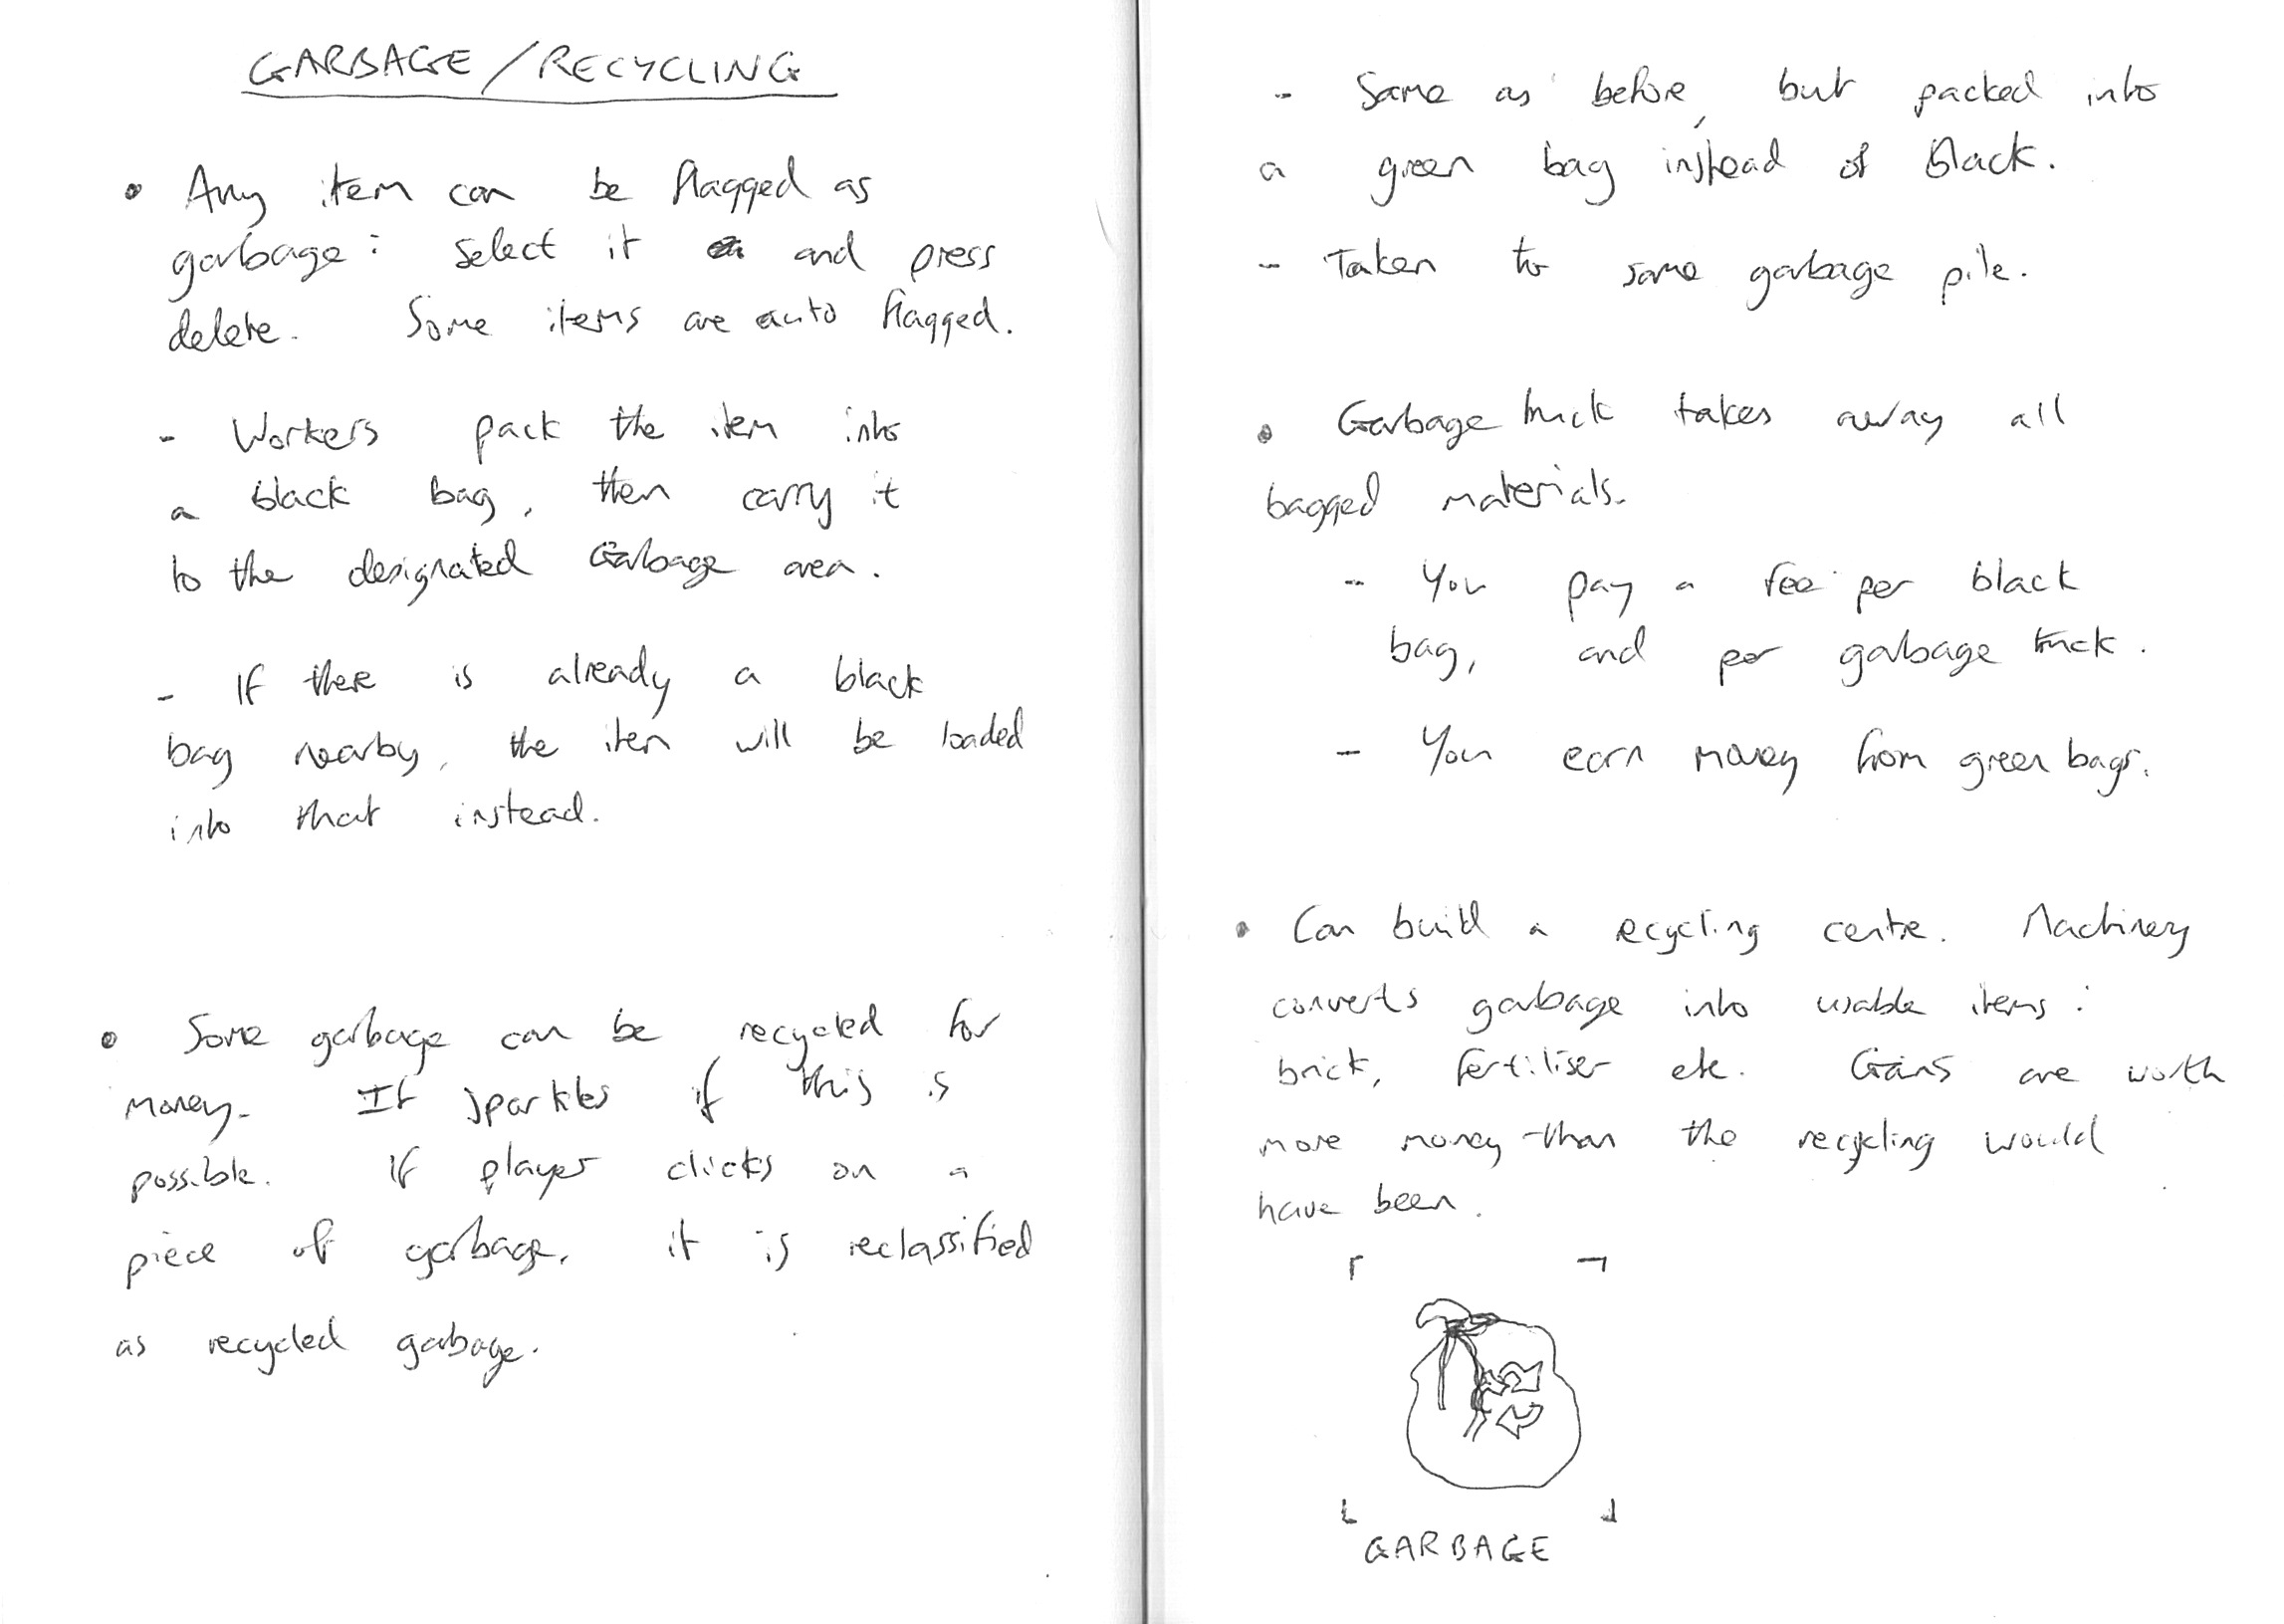 GARBAGE/RECYCLING
• Any item can be flagged as
garbage: Select it and press
delete. Some items are auto flagged.
- Workers pack the item into
a black bag, then carry it
to the designated Garbage area.
- If there is already a black
bag nearby, the item will be loaded
into that instead.
• Some garbage can be recycled for
money. It sparkles if this is
possible. If player clicks on a
piece of garbage, it is reclassified
as recycled garbage.
- Same as before, but packed into
a green bag instead of black.
- Taken to same garbage pile.
• Garbage truck takes away all
bagged materials.
- You pay a fee per black
bag, and per garbage truck.
- You earn money from green bags.
• Can build a recycling centre. Machinery
converts garbage into usable items:
brick, fertiliser etc. Gains are worth
more money than the recycling would
have been.
GARBAGE